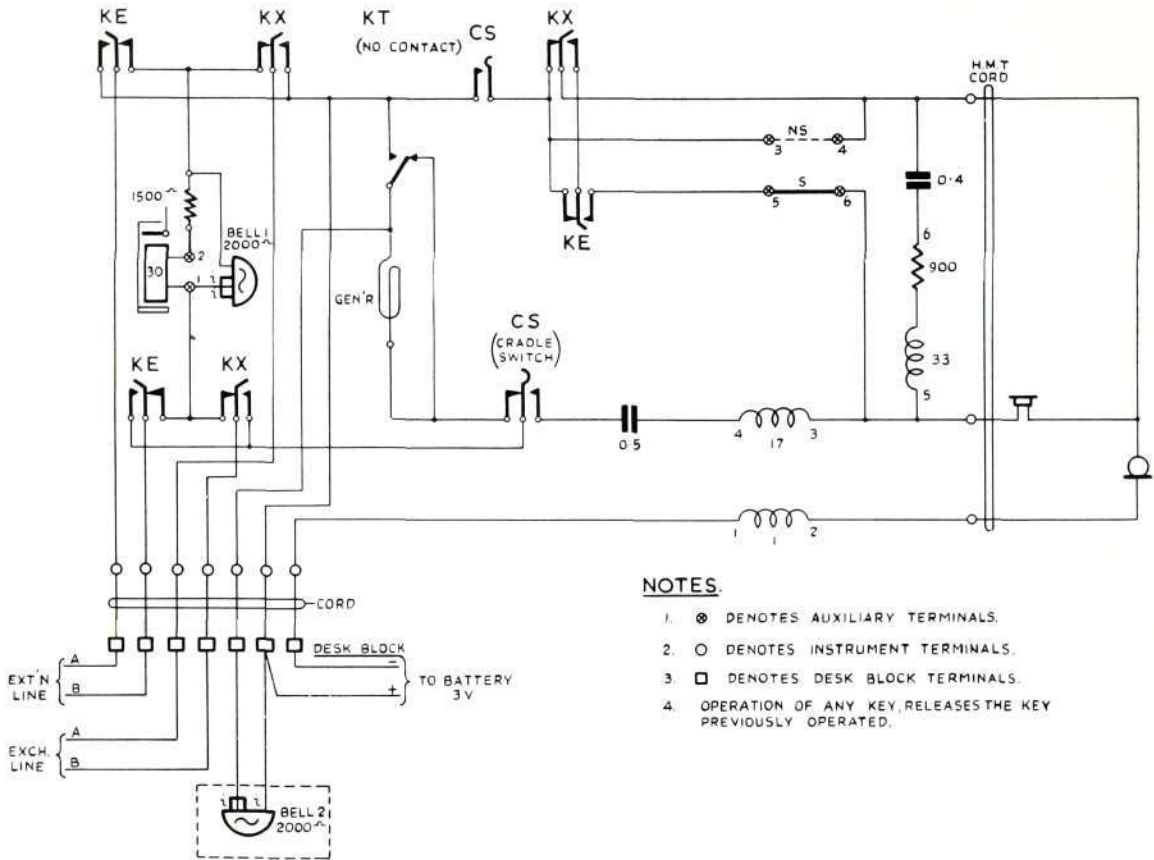 KE
KX
KT
(NO CONTACT)
CS
KX
H.M.T
CORD
NS
3
4
S
5
6
KE
0·4
6
900
33
5
1500~
BELL 1
2000~
2
30
1
GEN'R
CS
(CRADLE SWITCH)
KE
KX
0·5
4
17
3
1
1
2
CORD
DESK BLOCK
EXT'N LINE
A
B
-
+
TO BATTERY
3V
EXCH. LINE
A
B
BELL 2
2000~
NOTES.
1. ⊗ DENOTES AUXILIARY TERMINALS.
2. ○ DENOTES INSTRUMENT TERMINALS.
3. □ DENOTES DESK BLOCK TERMINALS.
4. OPERATION OF ANY KEY, RELEASES THE KEY
PREVIOUSLY OPERATED.